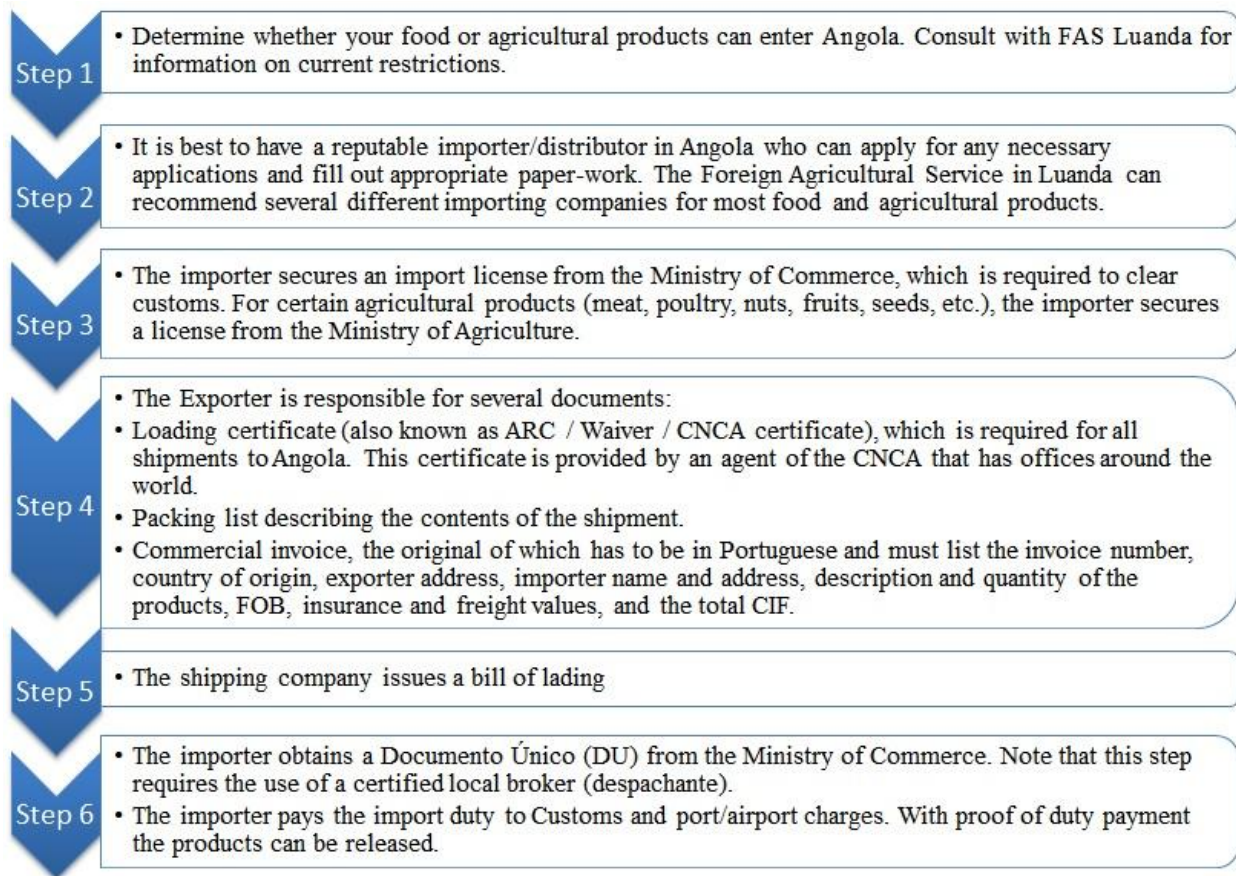 Step 1
• Determine whether your food or agricultural products can enter Angola. Consult with FAS Luanda for
information on current restrictions.
Step 2
• It is best to have a reputable importer/distributor in Angola who can apply for any necessary
applications and fill out appropriate paper-work. The Foreign Agricultural Service in Luanda can
recommend several different importing companies for most food and agricultural products.
Step 3
• The importer secures an import license from the Ministry of Commerce, which is required to clear
customs. For certain agricultural products (meat, poultry, nuts, fruits, seeds, etc.), the importer secures
a license from the Ministry of Agriculture.
Step 4
• The Exporter is responsible for several documents:
• Loading certificate (also known as ARC / Waiver / CNCA certificate), which is required for all
shipments to Angola. This certificate is provided by an agent of the CNCA that has offices around the
world.
• Packing list describing the contents of the shipment.
• Commercial invoice, the original of which has to be in Portuguese and must list the invoice number,
country of origin, exporter address, importer name and address, description and quantity of the
products, FOB, insurance and freight values, and the total CIF.
Step 5
• The shipping company issues a bill of lading
Step 6
• The importer obtains a Documento Único (DU) from the Ministry of Commerce. Note that this step
requires the use of a certified local broker (despachante).
• The importer pays the import duty to Customs and port/airport charges. With proof of duty payment
the products can be released.